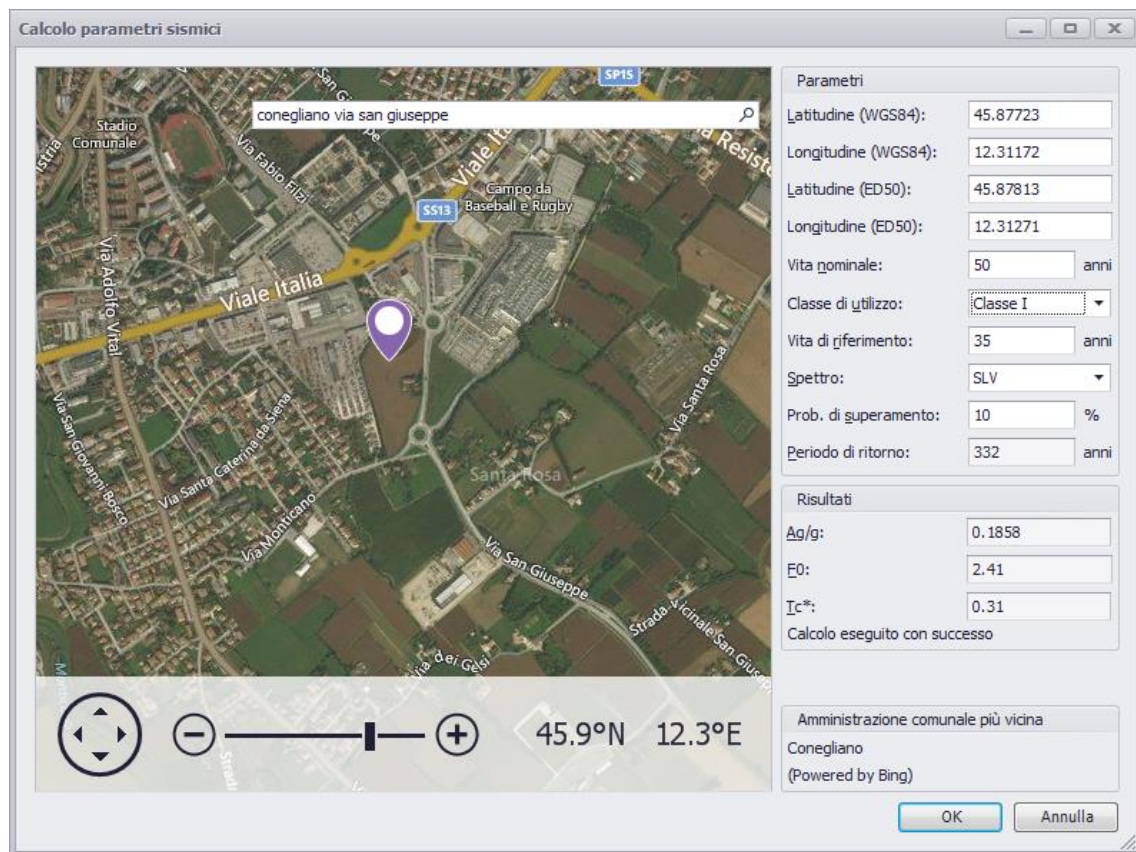 Calcolo parametri sismici
conegliano via san giuseppe
SP15
Stadio
Comunale
Via Fabio Filzi
Viale Italia
Campo da
Baseball e Rugby
SS13
Viale Italia
Via Adolfo Vital
Via Santa Rosa
Via San Giovanni Bosco
Via Santa Caterina da Siena
Santa Rosa
Via Monticano
Via San Giuseppe
Strada Vicinale San Giuseppe
Via dei Gelsi
45.9°N 12.3°E
Parametri
Latitudine (WGS84): 45.87723
Longitudine (WGS84): 12.31172
Latitudine (ED50): 45.87813
Longitudine (ED50): 12.31271
Vita nominale: 50 anni
Classe di utilizzo: Classe I
Vita di riferimento: 35 anni
Spettro: SLV
Prob. di superamento: 10 %
Periodo di ritorno: 332 anni
Risultati
Ag/g: 0.1858
F0: 2.41
Tc*: 0.31
Calcolo eseguito con successo
Amministrazione comunale più vicina
Conegliano
(Powered by Bing)
OK Annulla